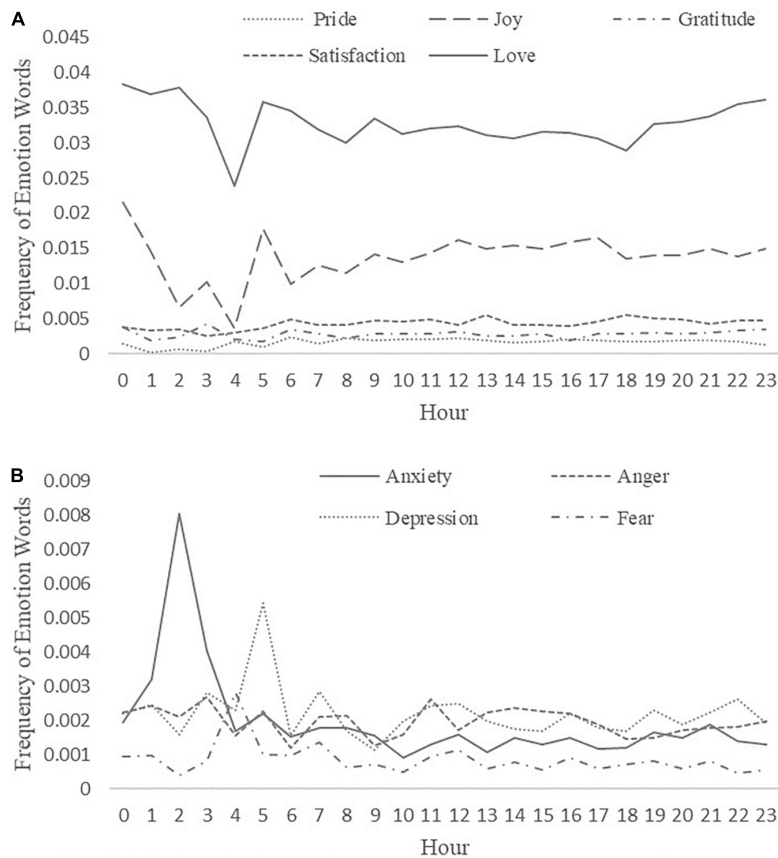 A
Pride Joy Gratitude
Satisfaction Love
Frequency of Emotion Words
0.045
0.04
0.035
0.03
0.025
0.02
0.015
0.01
0.005
0
0 1 2 3 4 5 6 7 8 9 10 11 12 13 14 15 16 17 18 19 20 21 22 23
Hour
B
Anxiety Anger
Depression Fear
Frequency of Emotion Words
0.009
0.008
0.007
0.006
0.005
0.004
0.003
0.002
0.001
0
0 1 2 3 4 5 6 7 8 9 10 11 12 13 14 15 16 17 18 19 20 21 22 23
Hour